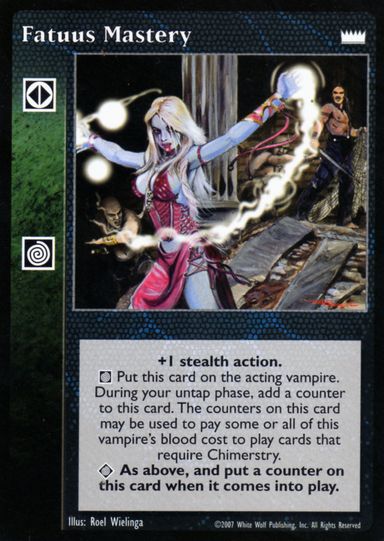 Fatuus Mastery
+1 stealth action.
Put this card on the acting vampire.
During your untap phase, add a counter
to this card. The counters on this card
may be used to pay some or all of this
vampire's blood cost to play cards that
require Chimerstry.
As above, and put a counter on
this card when it comes into play.
Illus: Roel Wielinga
©2007 White Wolf Publishing, Inc. All Rights Reserved